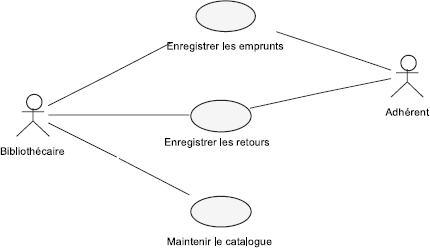 Enregistrer les emprunts
Adhérent
Enregistrer les retours
Bibliothécaire
Maintenir le catalogue